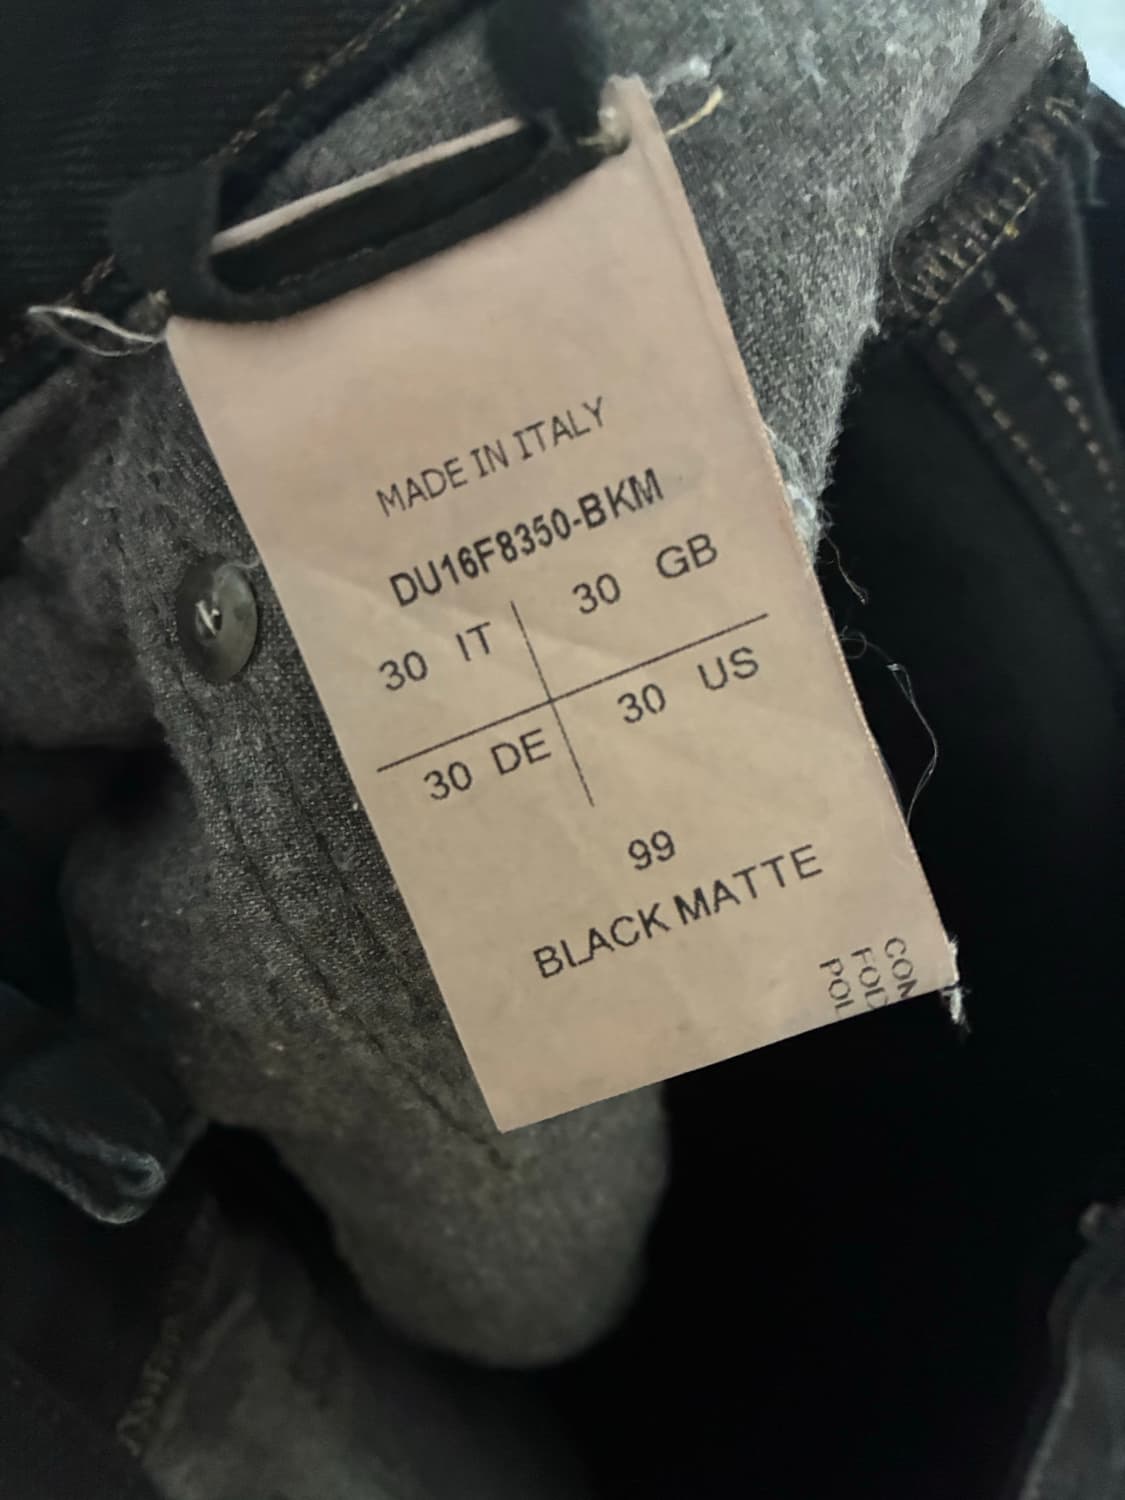 MADE IN ITALY
DU16F8350-BKM
30 IT 30 GB
30 DE 30 US
99
BLACK MATTE
CON
FOD
POL